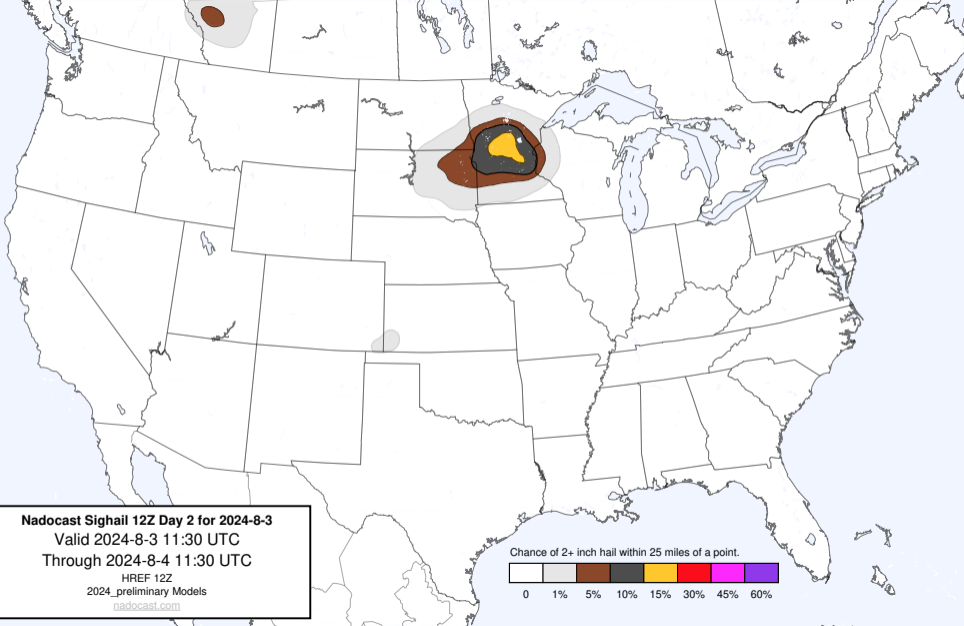 Nadocast Sighail 12Z Day 2 for 2024-8-3
Valid 2024-8-3 11:30 UTC
Through 2024-8-4 11:30 UTC
HREF 12Z
2024_preliminary Models
nadocast.com
Chance of 2+ inch hail within 25 miles of a point.
0 1% 5% 10% 15% 30% 45% 60%